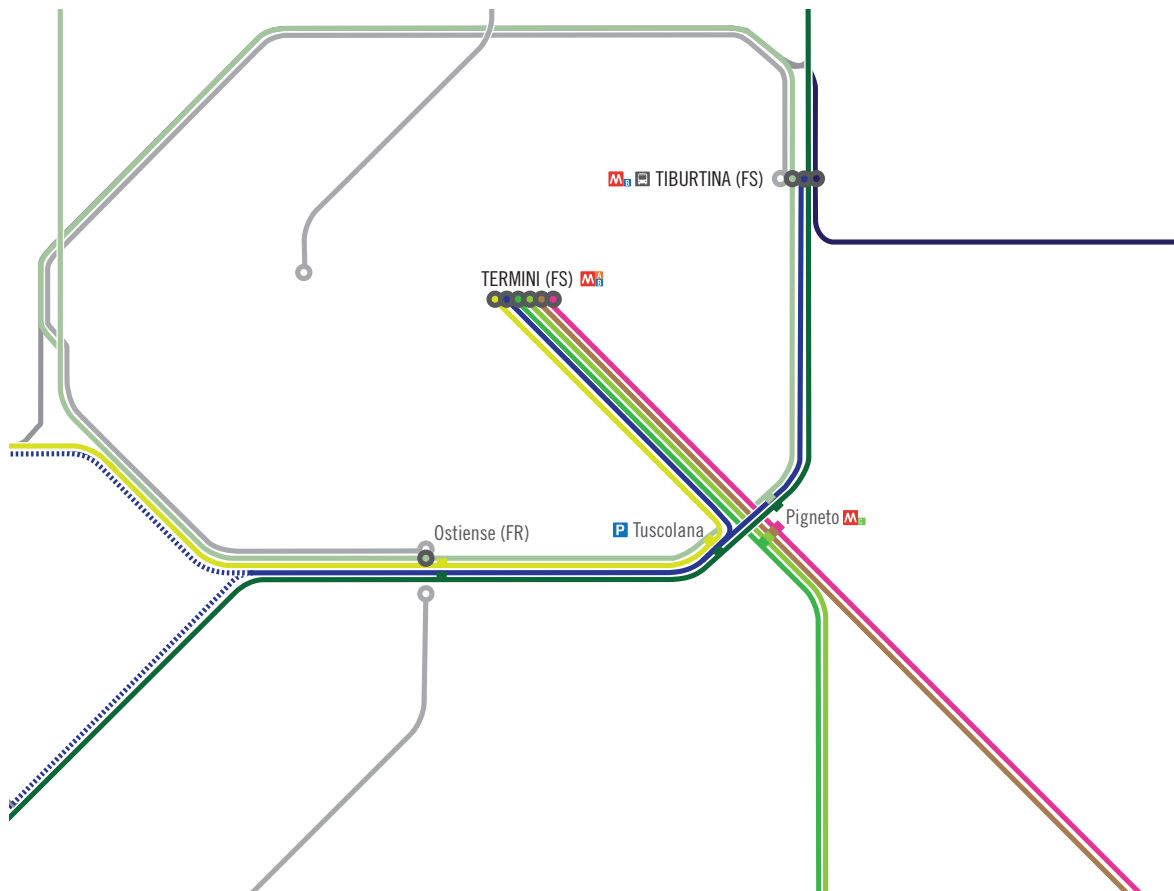 M B TIBURTINA (FS)
TERMINI (FS) M A B
Ostiense (FR)
P Tuscolana
Pigneto M C